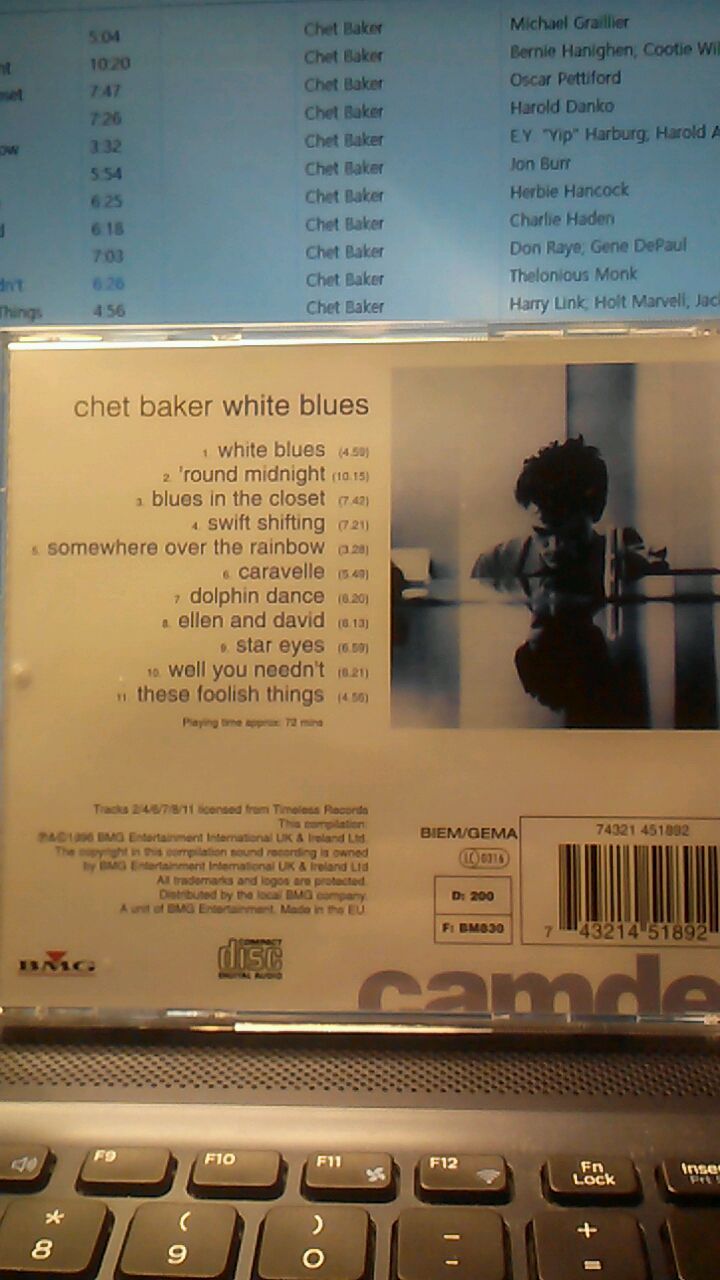 5:04 Chet Baker Michael Graillier
10:20 Chet Baker Bernie Hanighen; Cootie Wil
7:47 Chet Baker Oscar Pettiford
7:26 Chet Baker Harold Danko
ow 3:32 Chet Baker E.Y. "Yip" Harburg; Harold A
5:54 Chet Baker Jon Burr
6:25 Chet Baker Herbie Hancock
d 6:18 Chet Baker Charlie Haden
7:03 Chet Baker Don Raye; Gene DePaul
dn't 6:26 Chet Baker Thelonious Monk
Things 4:56 Chet Baker Harry Link; Holt Marvell; Jac
chet baker white blues
1. white blues (4.59)
2. 'round midnight (10.15)
3. blues in the closet (7.42)
4. swift shifting (7.21)
5. somewhere over the rainbow (3.28)
6. caravelle (5.49)
7. dolphin dance (6.20)
8. ellen and david (6.13)
9. star eyes (6.59)
10. well you needn't (6.21)
11. these foolish things (4.56)
Playing time approx: 72 mins
Tracks 2/4/6/7/8/11 licensed from Timeless Records
This compilation:
℗&©1996 BMG Entertainment International UK & Ireland Ltd.
The copyright in this compilation sound recording is owned
by BMG Entertainment International UK & Ireland Ltd
All trademarks and logos are protected.
Distributed by the local BMG company.
A unit of BMG Entertainment. Made in the EU.
BIEM/GEMA
LC 0316
D: 200
F: BM630
74321 451892
7 43214 51892
BMG
COMPACT
disc
DIGITAL AUDIO
camde
F9 F10 F11 F12 Fn Lock Inse
Prt
* ( ) _ +
8 9 0 - =